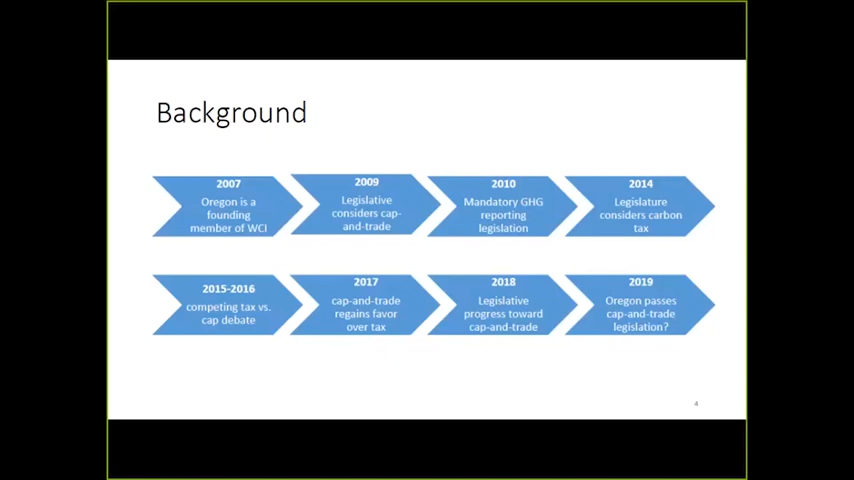 Background
2007
Oregon is a
founding
member of WCI
2009
Legislative
considers cap-
and-trade
2010
Mandatory GHG
reporting
legislation
2014
Legislature
considers carbon
tax
2015-2016
competing tax vs.
cap debate
2017
cap-and-trade
regains favor
over tax
2018
Legislative
progress toward
cap-and-trade
2019
Oregon passes
cap-and-trade
legislation?
4